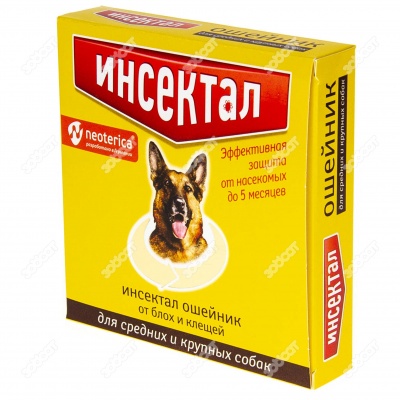 ИНСЕКТАЛ
neoterica
Эффективная
защита
от насекомых
до 5 месяцев
инсектал ошейник
от блох и клещей
для средних и крупных собак
ИНСЕКТАЛ
ОШЕЙНИК
для средних и крупных собак